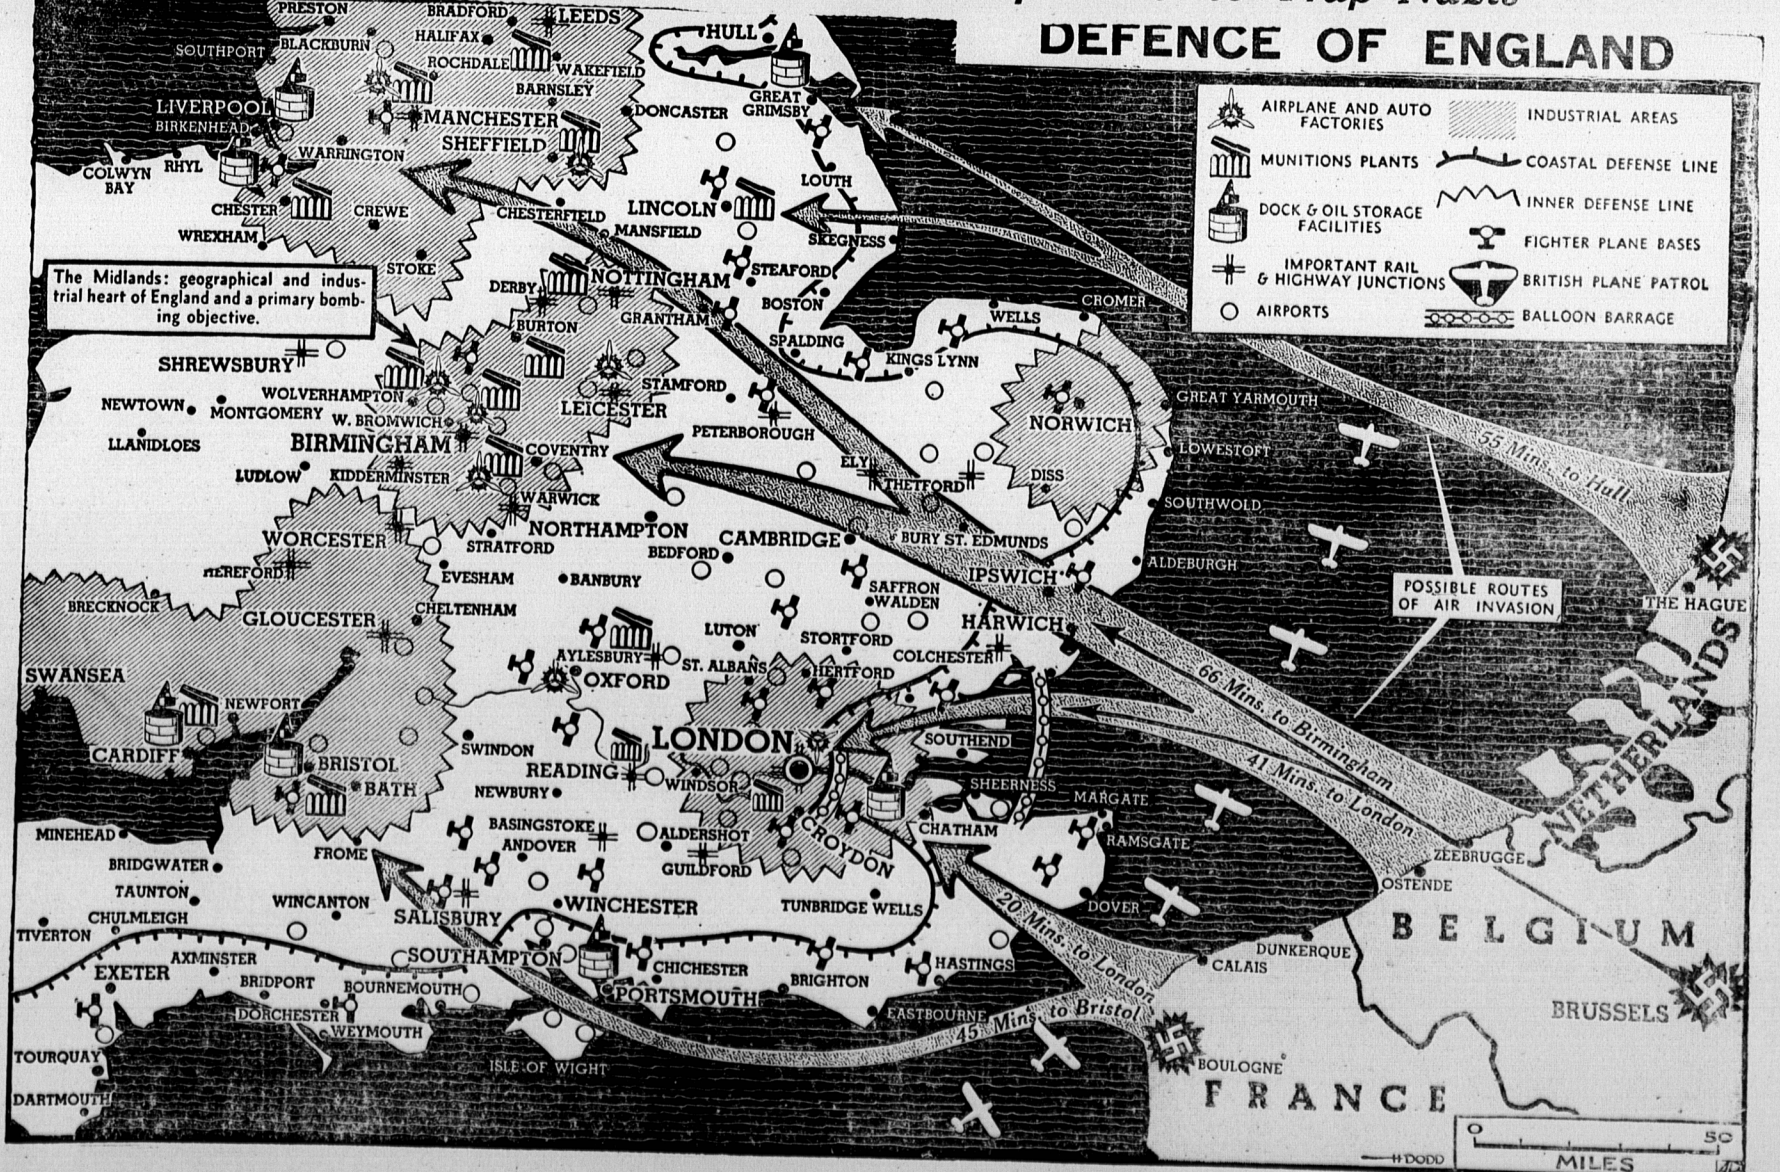 Trap Nazis
DEFENCE OF ENGLAND
AIRPLANE AND AUTO
FACTORIES
MUNITIONS PLANTS
DOCK & OIL STORAGE
FACILITIES
IMPORTANT RAIL
& HIGHWAY JUNCTIONS
AIRPORTS
INDUSTRIAL AREAS
COASTAL DEFENSE LINE
INNER DEFENSE LINE
FIGHTER PLANE BASES
BRITISH PLANE PATROL
BALLOON BARRAGE
PRESTON
BRADFORD
LEEDS
BLACKBURN
HALIFAX
HULL
SOUTHPORT
ROCHDALE
WAKEFIELD
BARNSLEY
GREAT
GRIMSBY
LIVERPOOL
BIRKENHEAD
MANCHESTER
DONCASTER
SHEFFIELD
WARRINGTON
COLWYN
BAY
RHYL
LOUTH
CHESTER
CREWE
CHESTERFIELD
LINCOLN
MANSFIELD
WREXHAM
SKEGNESS
STOKE
The Midlands: geographical and indus-
trial heart of England and a primary bomb-
ing objective.
NOTTINGHAM
STEAFORD
DERBY
BOSTON
CROMER
GRANTHAM
WELLS
BURTON
SPALDING
KINGS LYNN
SHREWSBURY
STAMFORD
WOLVERHAMPTON
NEWTOWN
MONTGOMERY
LEICESTER
GREAT YARMOUTH
W. BROMWICH
NORWICH
PETERBOROUGH
LLANIDLOES
BIRMINGHAM
COVENTRY
LOWESTOFT
55 Mins. to Hull
LUDLOW
KIDDERMINSTER
ELY
THETFORD
DISS
WARWICK
SOUTHWOLD
NORTHAMPTON
WORCESTER
STRATFORD
BEDFORD
CAMBRIDGE
BURY ST. EDMUNDS
ALDEBURGH
HEREFORD
EVESHAM
BANBURY
IPSWICH
POSSIBLE ROUTES
OF AIR INVASION
SAFFRON
WALDEN
THE HAGUE
BRECKNOCK
GLOUCESTER
CHELTENHAM
HARWICH
LUTON
STORTFORD
AYLESBURY
ST. ALBANS
COLCHESTER
HERTFORD
SWANSEA
OXFORD
66 Mins. to Birmingham
NETHERLANDS
NEWPORT
LONDON
SOUTHEND
CARDIFF
SWINDON
BRISTOL
READING
WINDSOR
41 Mins. to London
BATH
NEWBURY
SHEERNESS
MARGATE
MINEHEAD
BASINGSTOKE
ALDERSHOT
CROYDON
CHATHAM
RAMSGATE
ANDOVER
FROME
ZEEBRUGGE
BRIDGWATER
GUILDFORD
OSTENDE
TAUNTON
WINCANTON
WINCHESTER
TUNBRIDGE WELLS
DOVER
20 Mins. to London
CHULMLEIGH
SALISBURY
BELGIUM
TIVERTON
DUNKERQUE
AXMINSTER
SOUTHAMPTON
CHICHESTER
HASTINGS
CALAIS
EXETER
BRIDPORT
BOURNEMOUTH
BRIGHTON
PORTSMOUTH
DORCHESTER
WEYMOUTH
EASTBOURNE
45 Mins. to Bristol
BRUSSELS
TOURQUAY
ISLE OF WIGHT
BOULOGNE
DARTMOUTH
FRANCE
0 50
MILES
H DODD